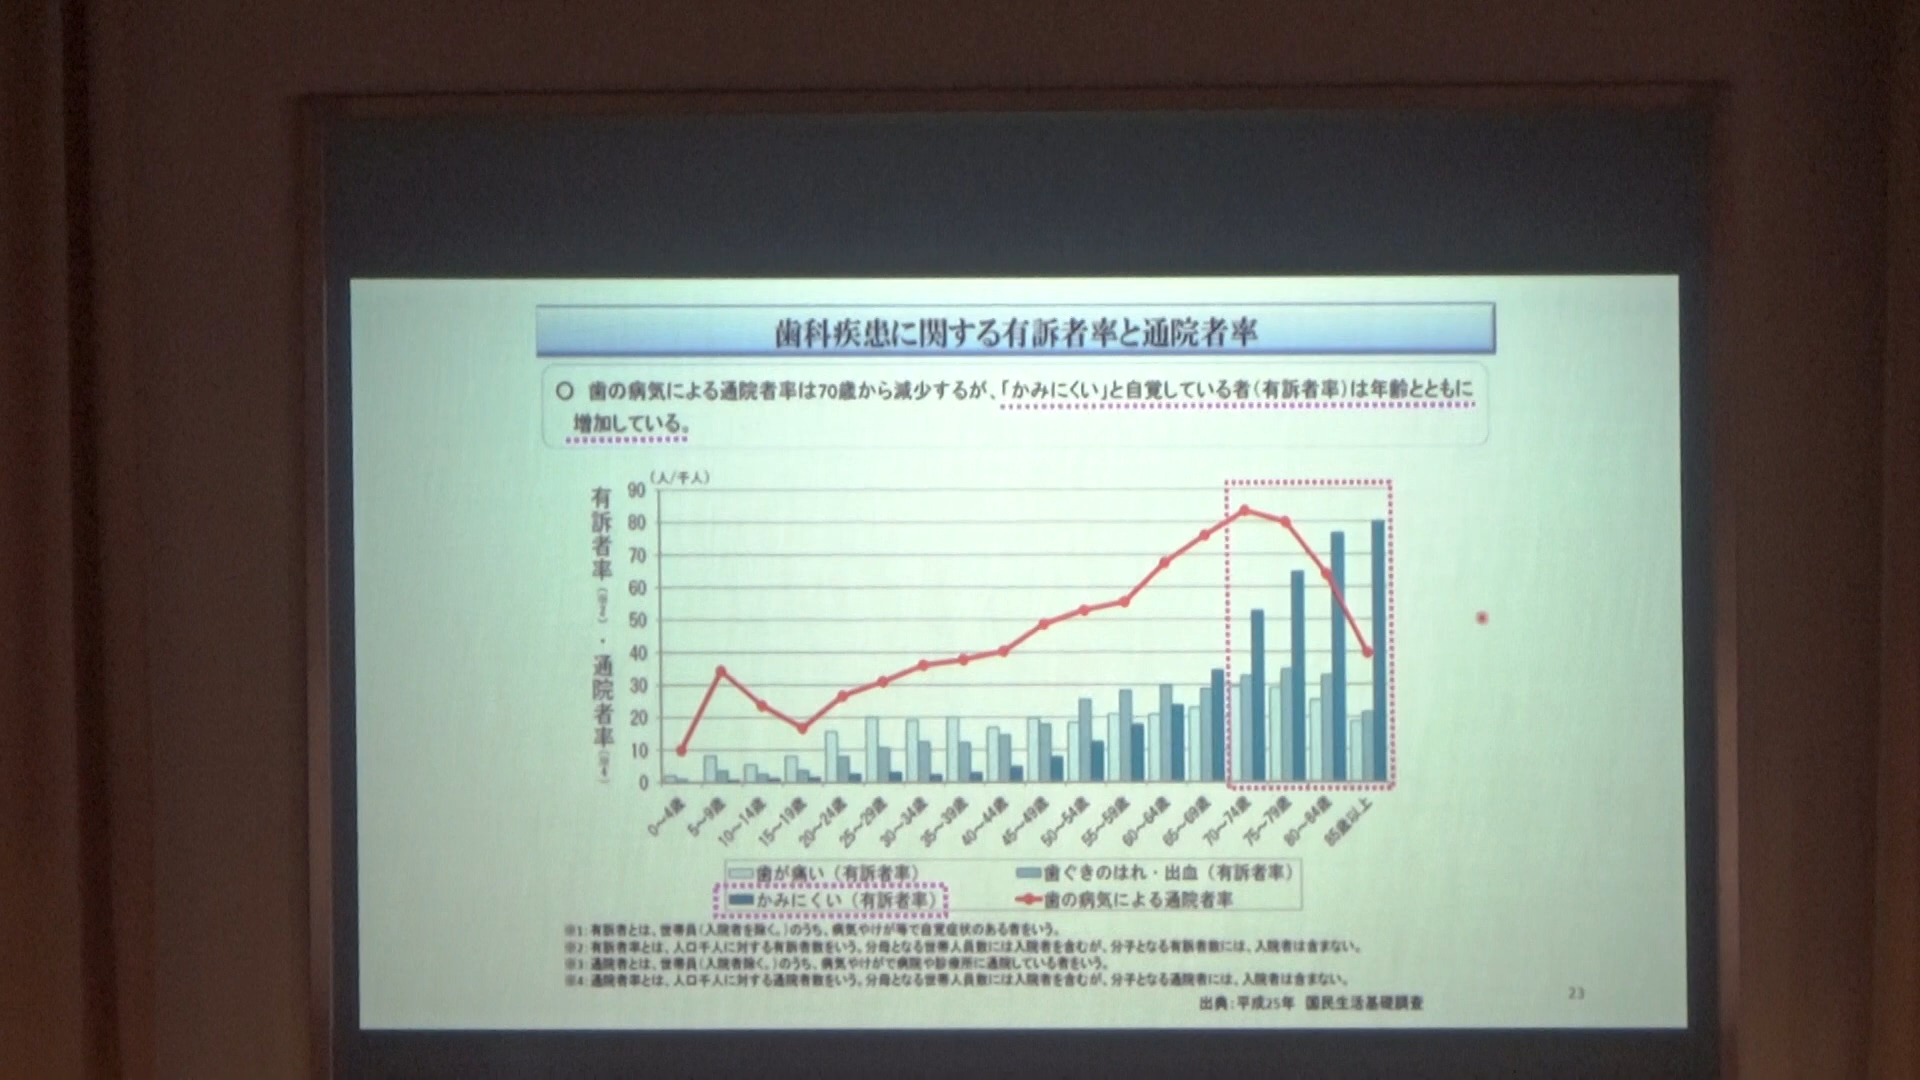 歯科疾患に関する有訴者率と通院者率
○ 歯の病気による通院者率は70歳から減少するが、「かみにくい」と自覚している者（有訴者率）は年齢とともに
増加している。
（人/千人）
有訴者率（※2）・通院者率（※4）
90
80
70
60
50
40
30
20
10
0
0～4歳
5～9歳
10～14歳
15～19歳
20～24歳
25～29歳
30～34歳
35～39歳
40～44歳
45～49歳
50～54歳
55～59歳
60～64歳
65～69歳
70～74歳
75～79歳
80～84歳
85歳以上
歯が痛い（有訴者率）
歯ぐきのはれ・出血（有訴者率）
かみにくい（有訴者率）
歯の病気による通院者率
※1：有訴者とは、世帯員（入院者を除く。）のうち、病気やけが等で自覚症状のある者をいう。
※2：有訴者率とは、人口千人に対する有訴者数をいう。分母となる世帯人員数には入院者を含むが、分子となる有訴者数には、入院者は含まない。
※3：通院者とは、世帯員（入院者除く。）のうち、病気やけがで病院や診療所に通院している者をいう。
※4：通院者率とは、人口千人に対する通院者数をいう。分母となる世帯人員数には入院者を含むが、分子となる通院者には、入院者は含まない。
出典：平成25年 国民生活基礎調査
23